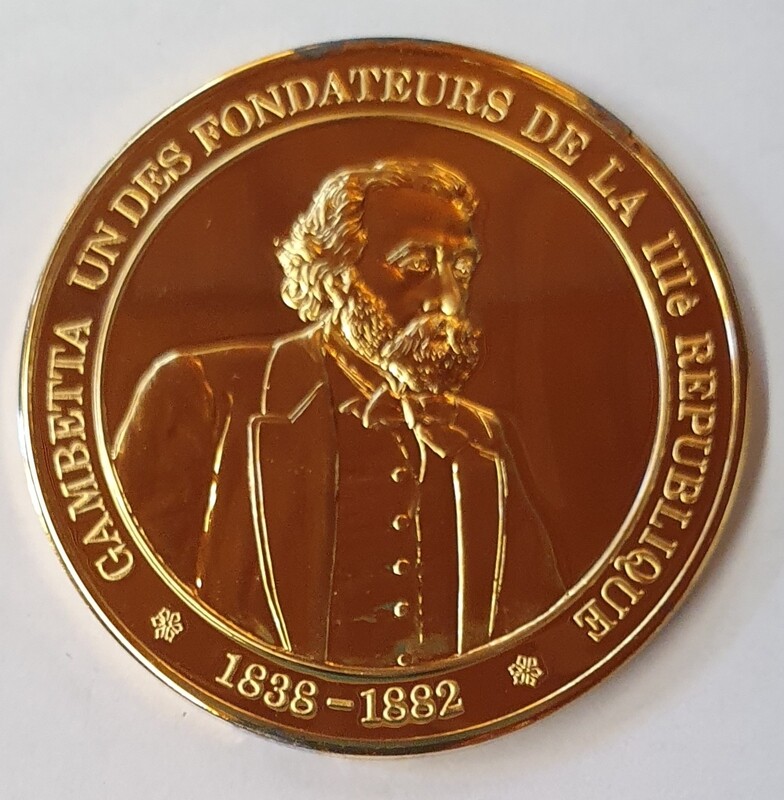 GAMBETTA UN DES FONDATEURS DE LA IIIè REPUBLIQUE
1838-1882